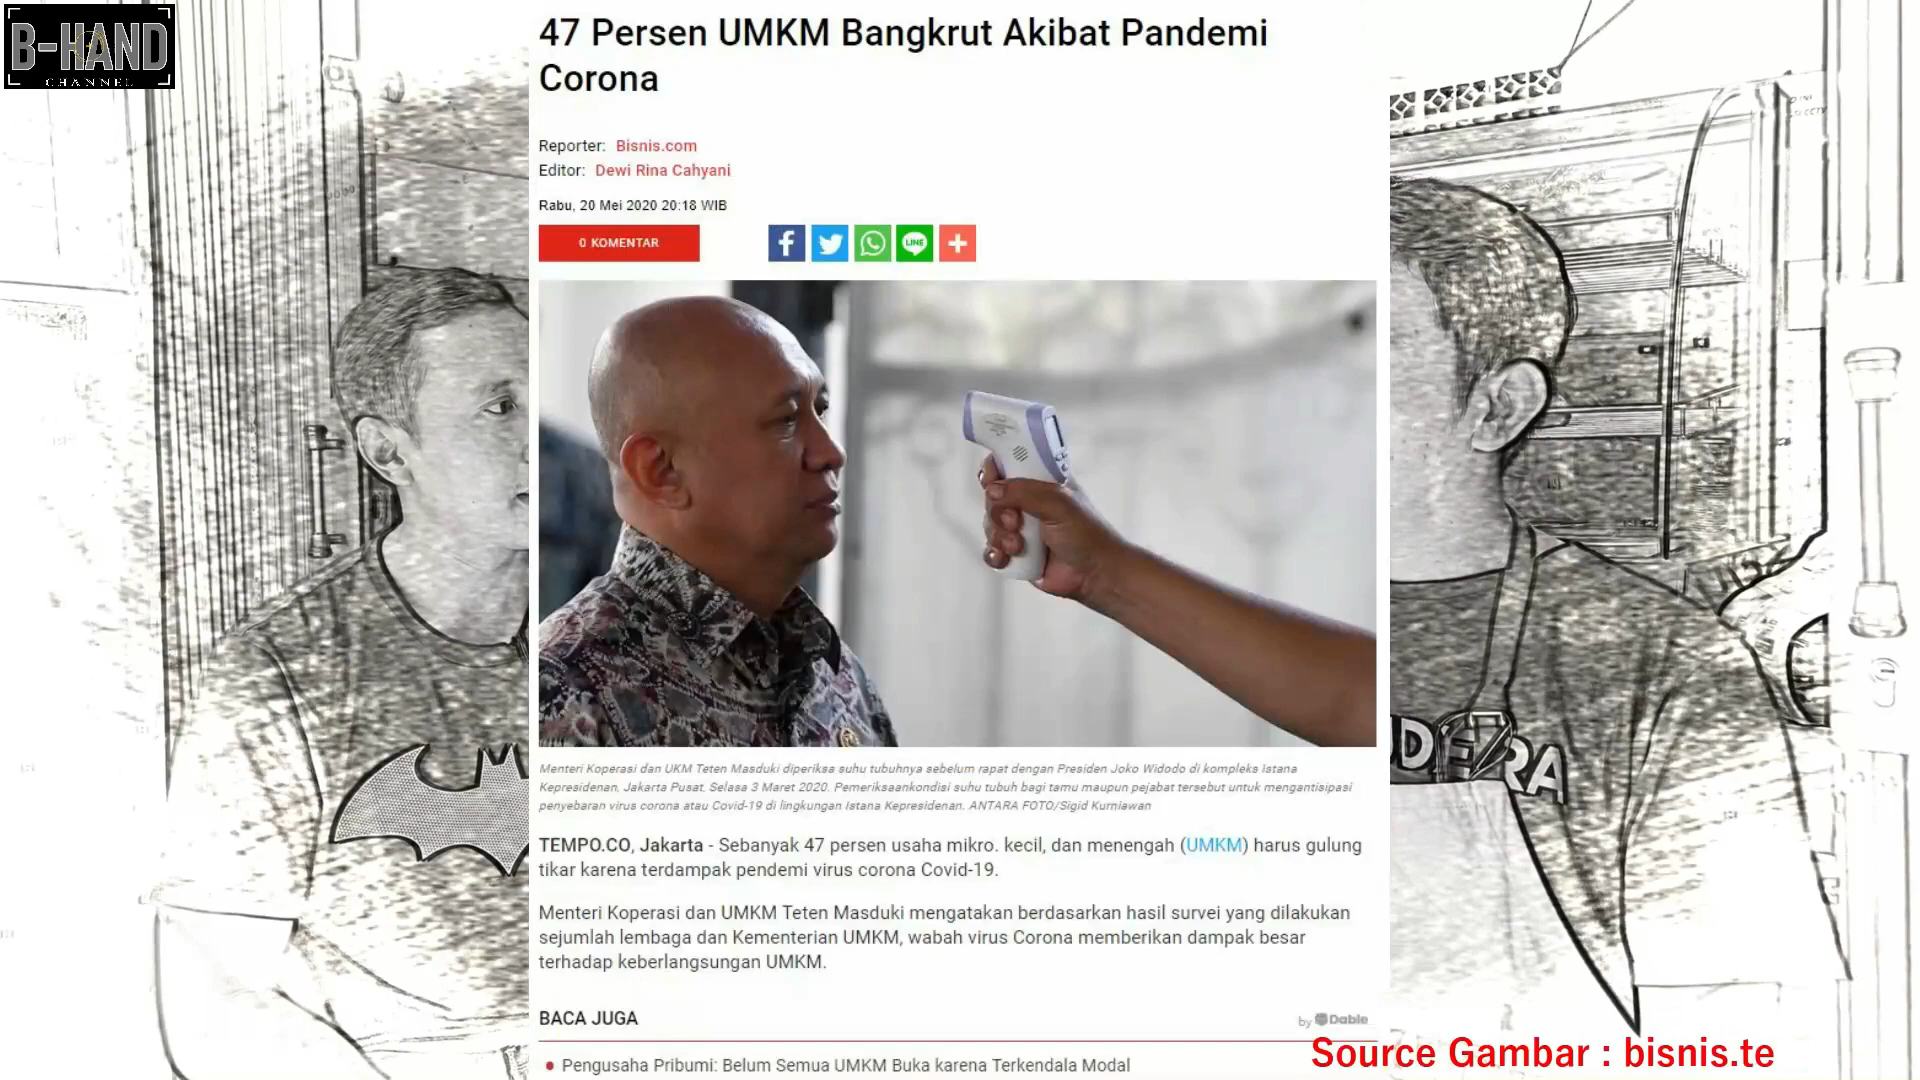 B-HAND
CHANNEL
47 Persen UMKM Bangkrut Akibat Pandemi
Corona
Reporter: Bisnis.com
Editor: Dewi Rina Cahyani
Rabu, 20 Mei 2020 20:18 WIB
0 KOMENTAR
LINE
Menteri Koperasi dan UKM Teten Masduki diperiksa suhu tubuhnya sebelum rapat dengan Presiden Joko Widodo di kompleks Istana
Kepresidenan, Jakarta Pusat, Selasa 3 Maret 2020. Pemeriksaankondisi suhu tubuh bagi tamu maupun pejabat tersebut untuk mengantisipasi
penyebaran virus corona atau Covid-19 di lingkungan Istana Kepresidenan. ANTARA FOTO/Sigid Kurniawan
TEMPO.CO, Jakarta - Sebanyak 47 persen usaha mikro. kecil, dan menengah (UMKM) harus gulung
tikar karena terdampak pendemi virus corona Covid-19.
Menteri Koperasi dan UMKM Teten Masduki mengatakan berdasarkan hasil survei yang dilakukan
sejumlah lembaga dan Kementerian UMKM, wabah virus Corona memberikan dampak besar
terhadap keberlangsungan UMKM.
BACA JUGA
by Dable
Pengusaha Pribumi: Belum Semua UMKM Buka karena Terkendala Modal
Source Gambar : bisnis.te